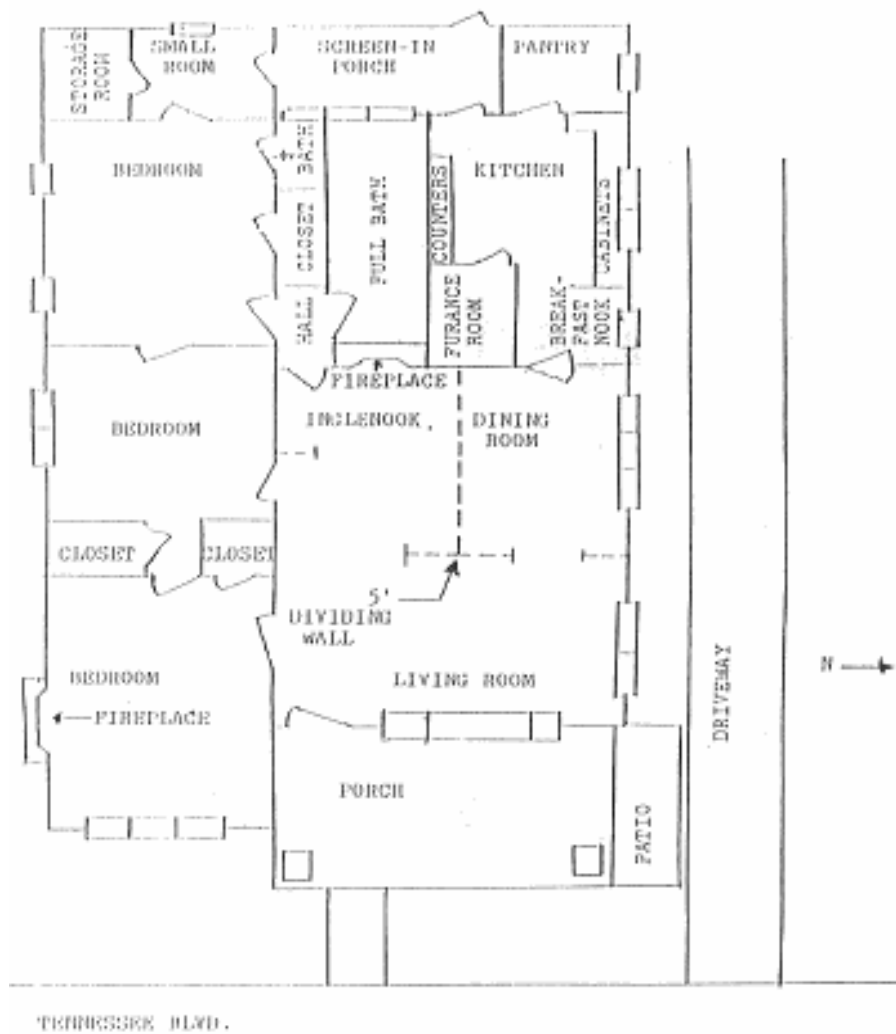 STORAGE
ROOM
SMALL
ROOM
SCREEN-IN
PORCH
PANTRY
BEDROOM
BATH
CLOSET
HALL
FULL BATH
COUNTERS
KITCHEN
CABINETS
FURANCE
ROOM
BREAK-
FAST
NOOK
FIREPLACE
INGLENOOK
DINING
ROOM
BEDROOM
CLOSET
CLOSET
5'
DIVIDING
WALL
BEDROOM
LIVING ROOM
FIREPLACE
N
DRIVEWAY
PORCH
PATIO
TENNESSEE BLVD.